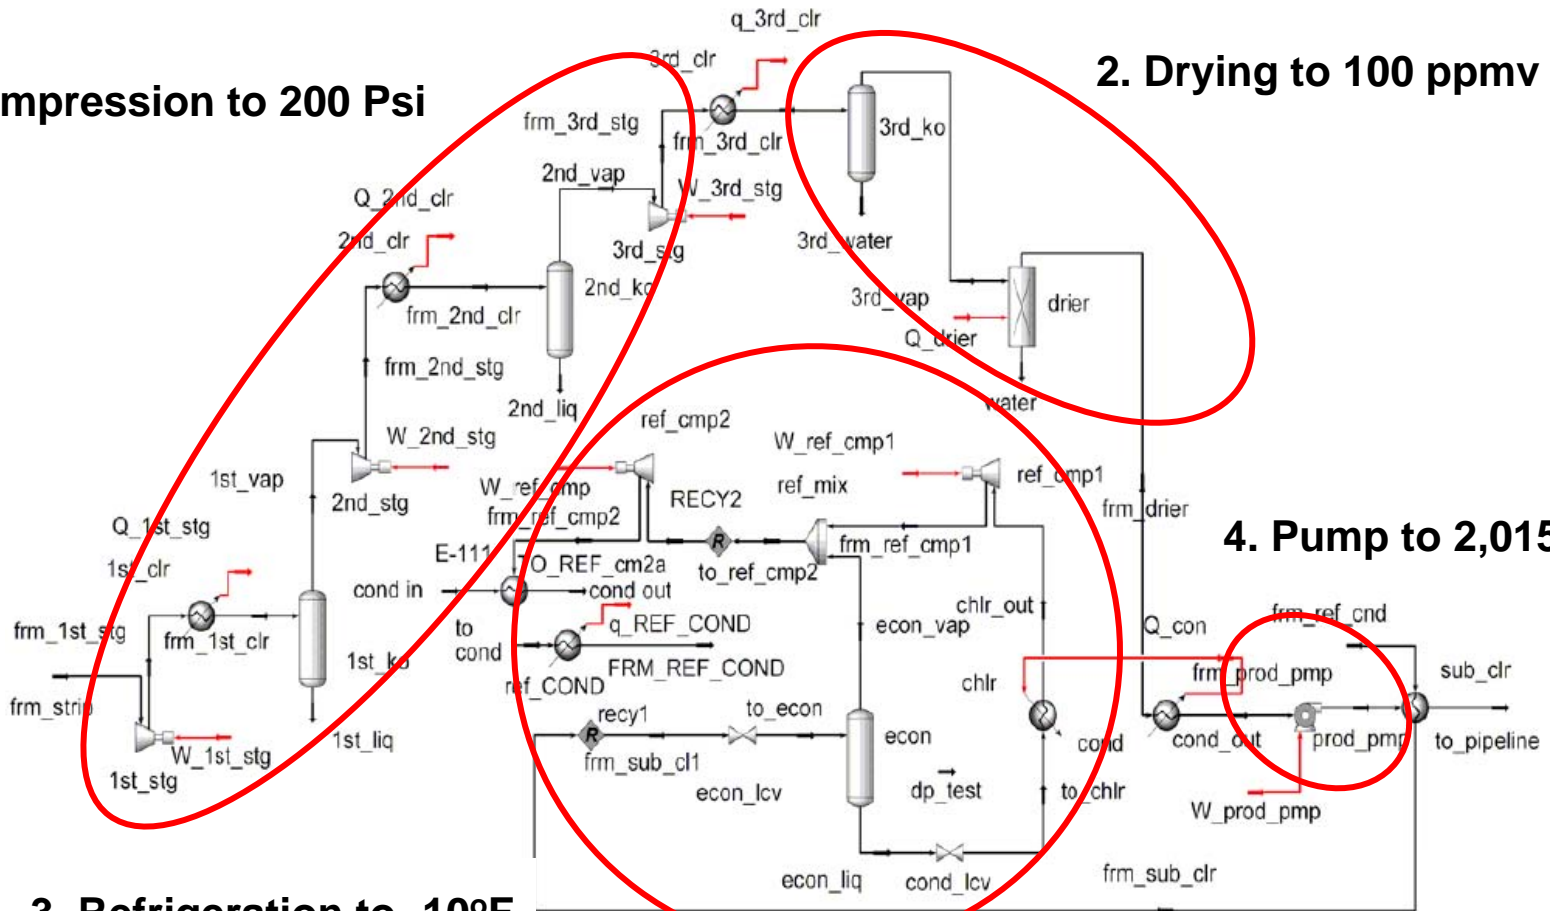 q_3rd_clr
3rd_clr
2. Drying to 100 ppmv
mpression to 200 Psi
frm_3rd_stg
3rd_ko
frm_3rd_clr
2nd_vap
W_3rd_stg
Q_2nd_clr
2nd_clr
3rd_stg
3rd_water
2nd_ko
3rd_vap
drier
frm_2nd_clr
Q_drier
frm_2nd_stg
2nd_liq
water
ref_cmp2
W_2nd_stg
W_ref_cmp1
1st_vap
ref_cmp1
2nd_stg
W_ref_cmp
ref_mix
RECY2
Q_1st_stg
frm_ref_cmp2
frm_drier
4. Pump to 2,015
E-111
frm_ref_cmp1
1st_clr
O_REF_cm2a
to_ref_cmp2
cond in
cond out
chlr_out
frm_ref_cnd
frm_1st_stg
to
cond
q_REF_COND
econ_vap
Q_con
frm_1st_clr
1st_ko
FRM_REF_COND
frm_prod_pmp
sub_clr
ref_COND
chlr
frm_strip
recy1
to_econ
1st_liq
econ
cond
cond_out
prod_pmp
to_pipeline
W_1st_stg
frm_sub_cl1
1st_stg
econ_lcv
dp_test
to_chlr
W_prod_pmp
econ_liq
cond_lcv
frm_sub_clr
3. Refrigeration to -10ºF